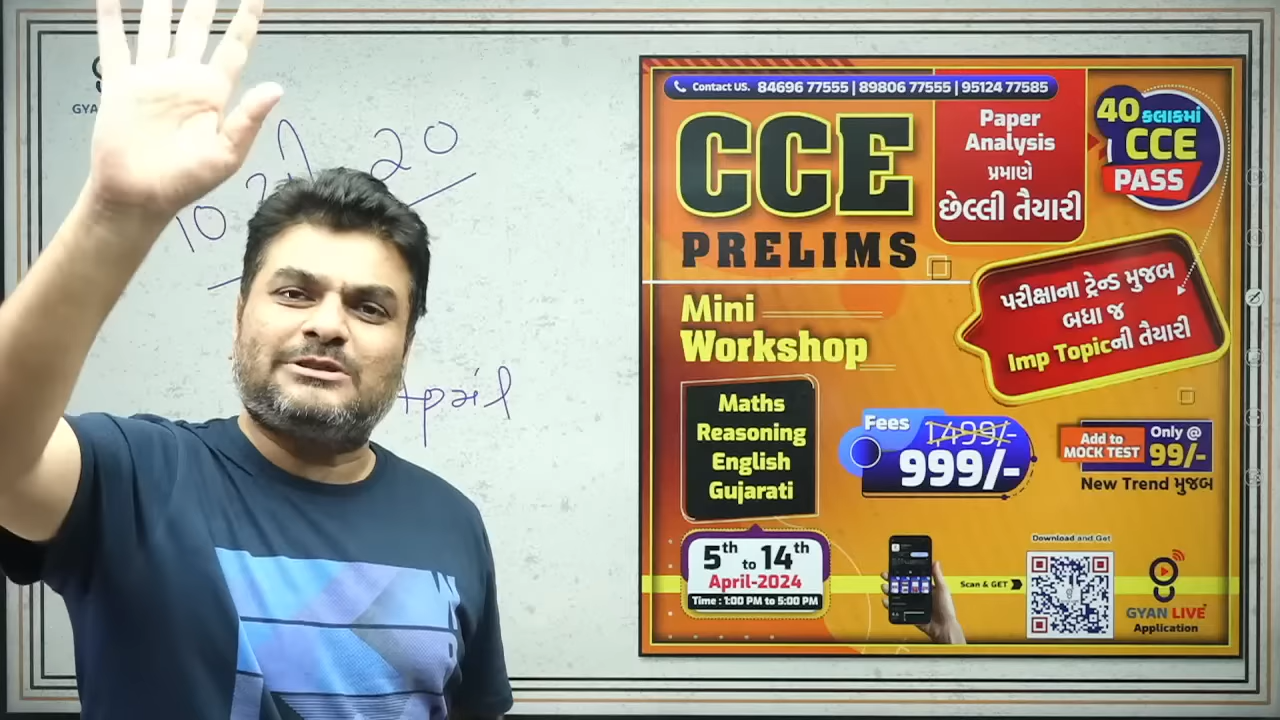 GYA
10 થી 20
April
Contact US. 84696 77555 | 89806 77555 | 95124 77585
CCE
PRELIMS
Paper
Analysis
પ્રમાણે
છેલ્લી તૈયારી
40 કલાકમાં
CCE
PASS
પરીક્ષાના ટ્રેન્ડ મુજબ
બધા જ
Imp Topicની તૈયારી
Mini
Workshop
Maths
Reasoning
English
Gujarati
Fees 1,499/-
999/-
Add to
MOCK TEST
Only @
99/-
New Trend મુજબ
5th to 14th
April-2024
Time : 1:00 PM to 5:00 PM
Download and Get
Scan & GET
GYAN LIVE
Application